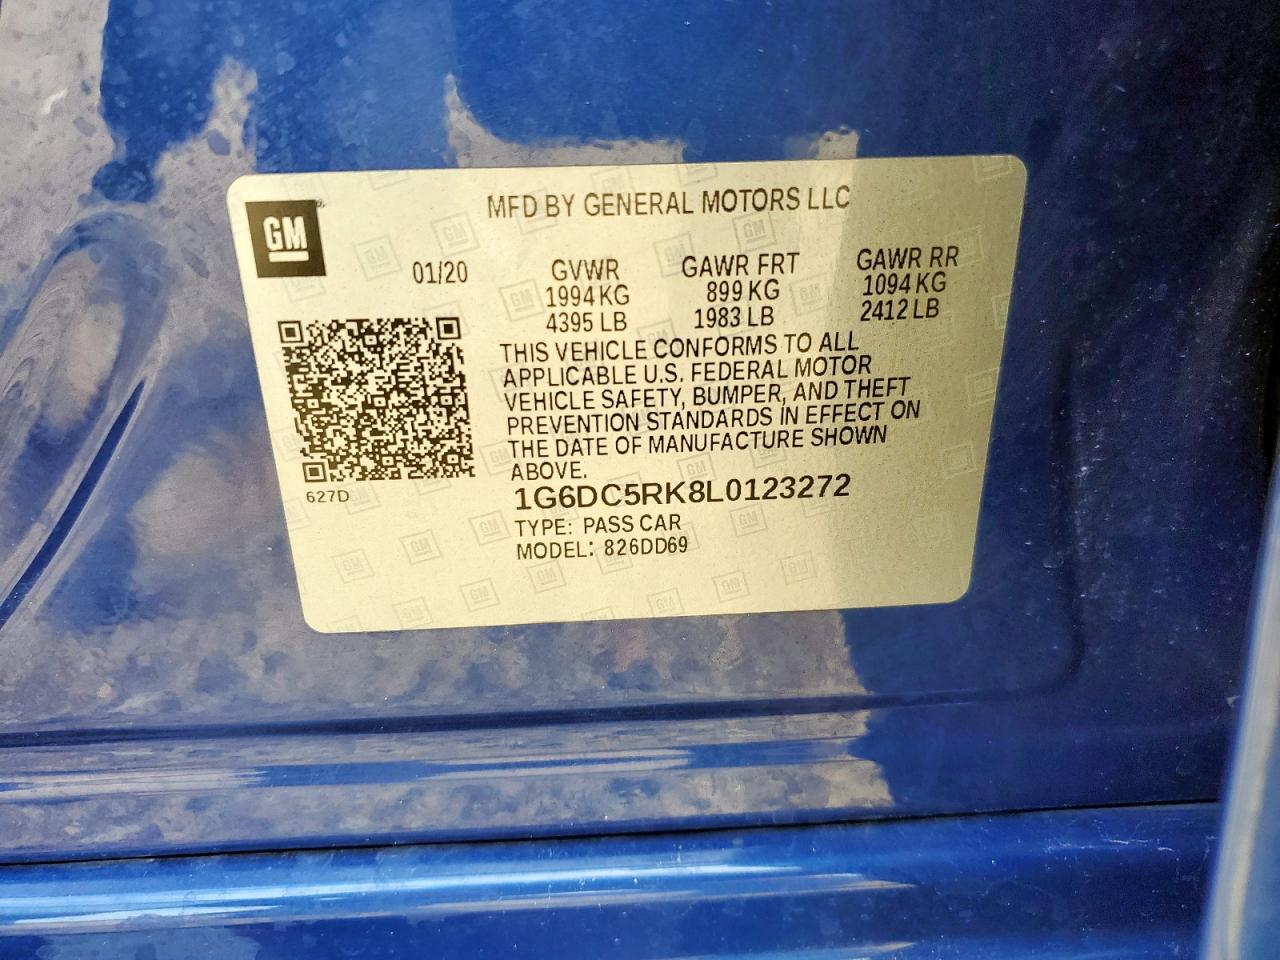 MFD BY GENERAL MOTORS LLC
GM
01/20
GVWR GAWR FRT GAWR RR
1994 KG 899 KG 1094 KG
4395 LB 1983 LB 2412 LB
THIS VEHICLE CONFORMS TO ALL
APPLICABLE U.S. FEDERAL MOTOR
VEHICLE SAFETY, BUMPER, AND THEFT
PREVENTION STANDARDS IN EFFECT ON
THE DATE OF MANUFACTURE SHOWN
ABOVE.
627D
1G6DC5RK8L0123272
TYPE: PASS CAR
MODEL: 826DD69